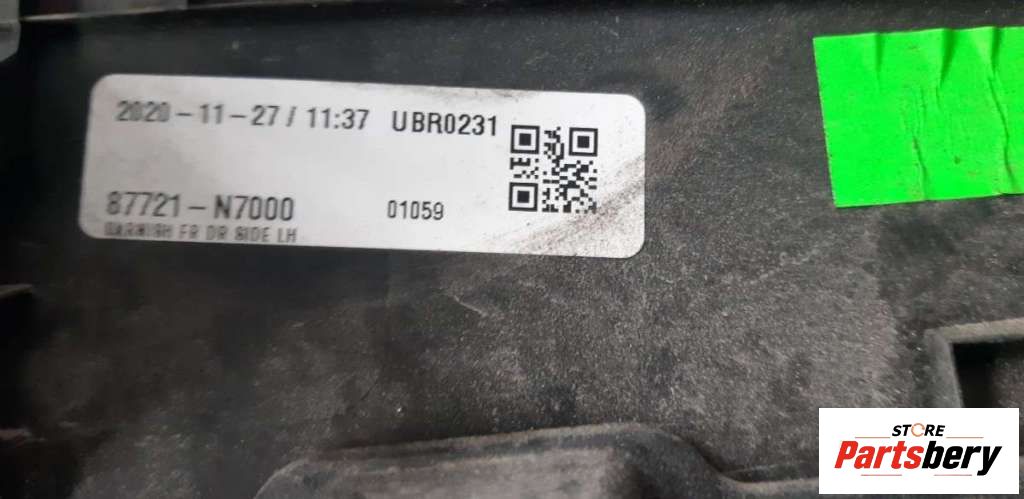 2020-11-27 / 11:37 UBR0231
87721-N7000 01059
GARNISH FR DR SIDE LH
STORE
Partsbery